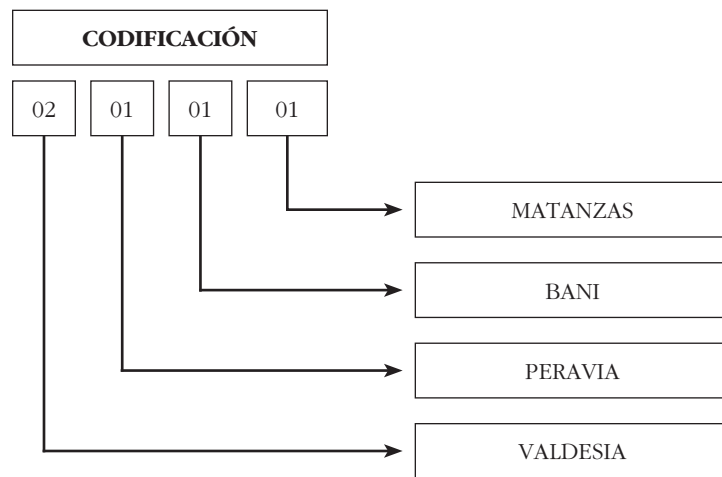 CODIFICACIÓN
02 01 01 01
MATANZAS
BANI
PERAVIA
VALDESIA